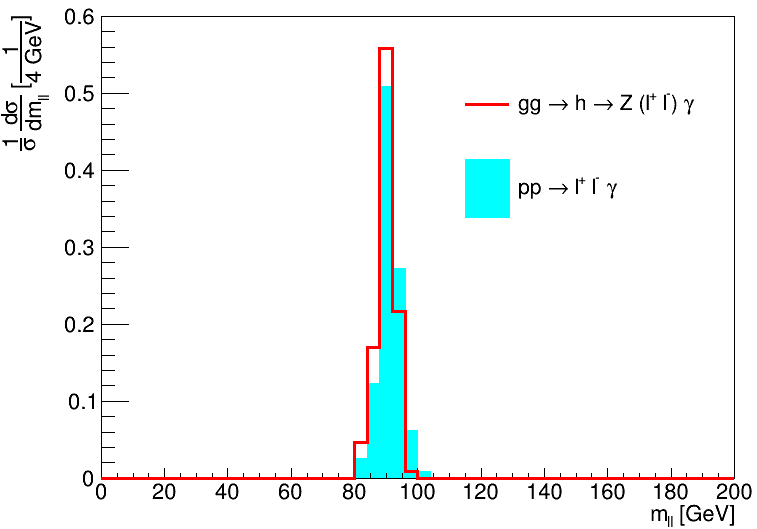 1/σ dσ/dm_ll [1/4 GeV]
0.6
0.5
0.4
0.3
0.2
0.1
0
gg → h → Z (l⁺ l⁻) γ
pp → l⁺ l⁻ γ
0 20 40 60 80 100 120 140 160 180 200
m_ll [GeV]